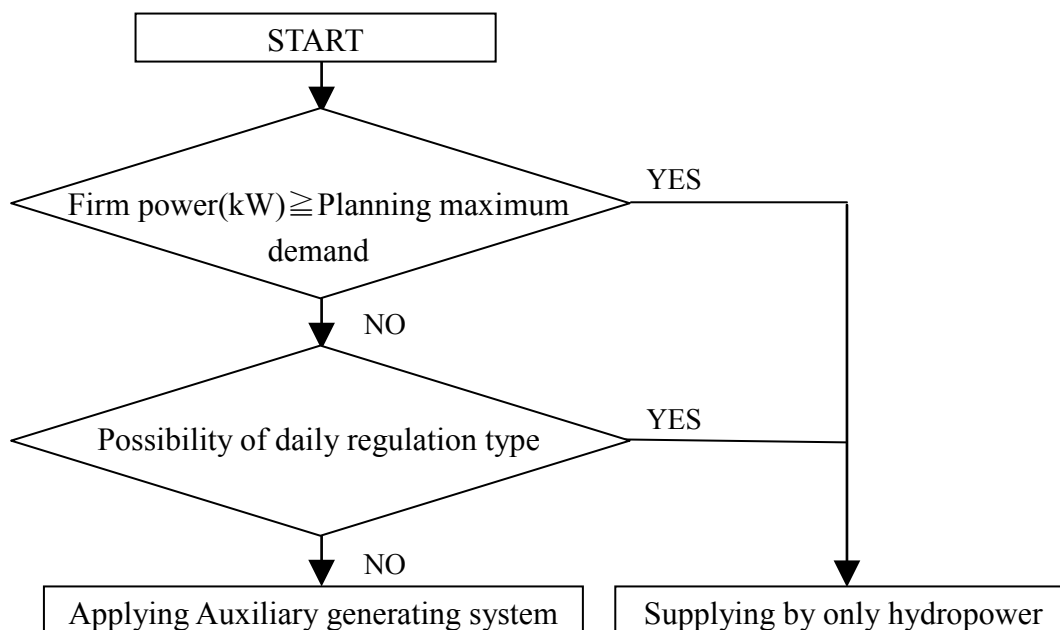 START
YES
Firm power(kW)≧Planning maximum
demand
NO
YES
Possibility of daily regulation type
NO
Applying Auxiliary generating system
Supplying by only hydropower